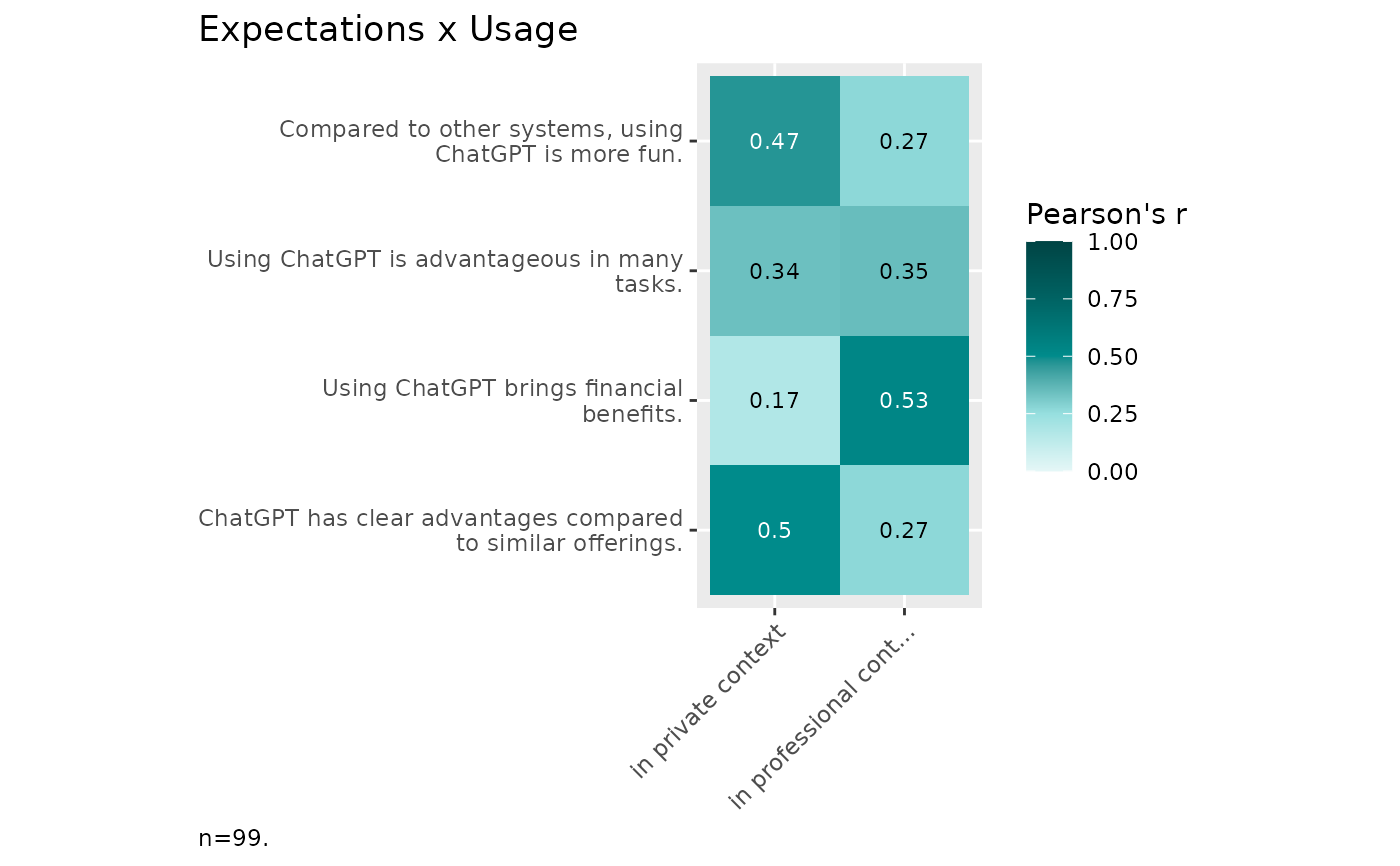 Expectations x Usage
Compared to other systems, using
ChatGPT is more fun.
0.47
0.27
Using ChatGPT is advantageous in many
tasks.
0.34
0.35
Using ChatGPT brings financial
benefits.
0.17
0.53
ChatGPT has clear advantages compared
to similar offerings.
0.5
0.27
in private context
in professional cont...
Pearson's r
1.00
0.75
0.50
0.25
0.00
n=99.